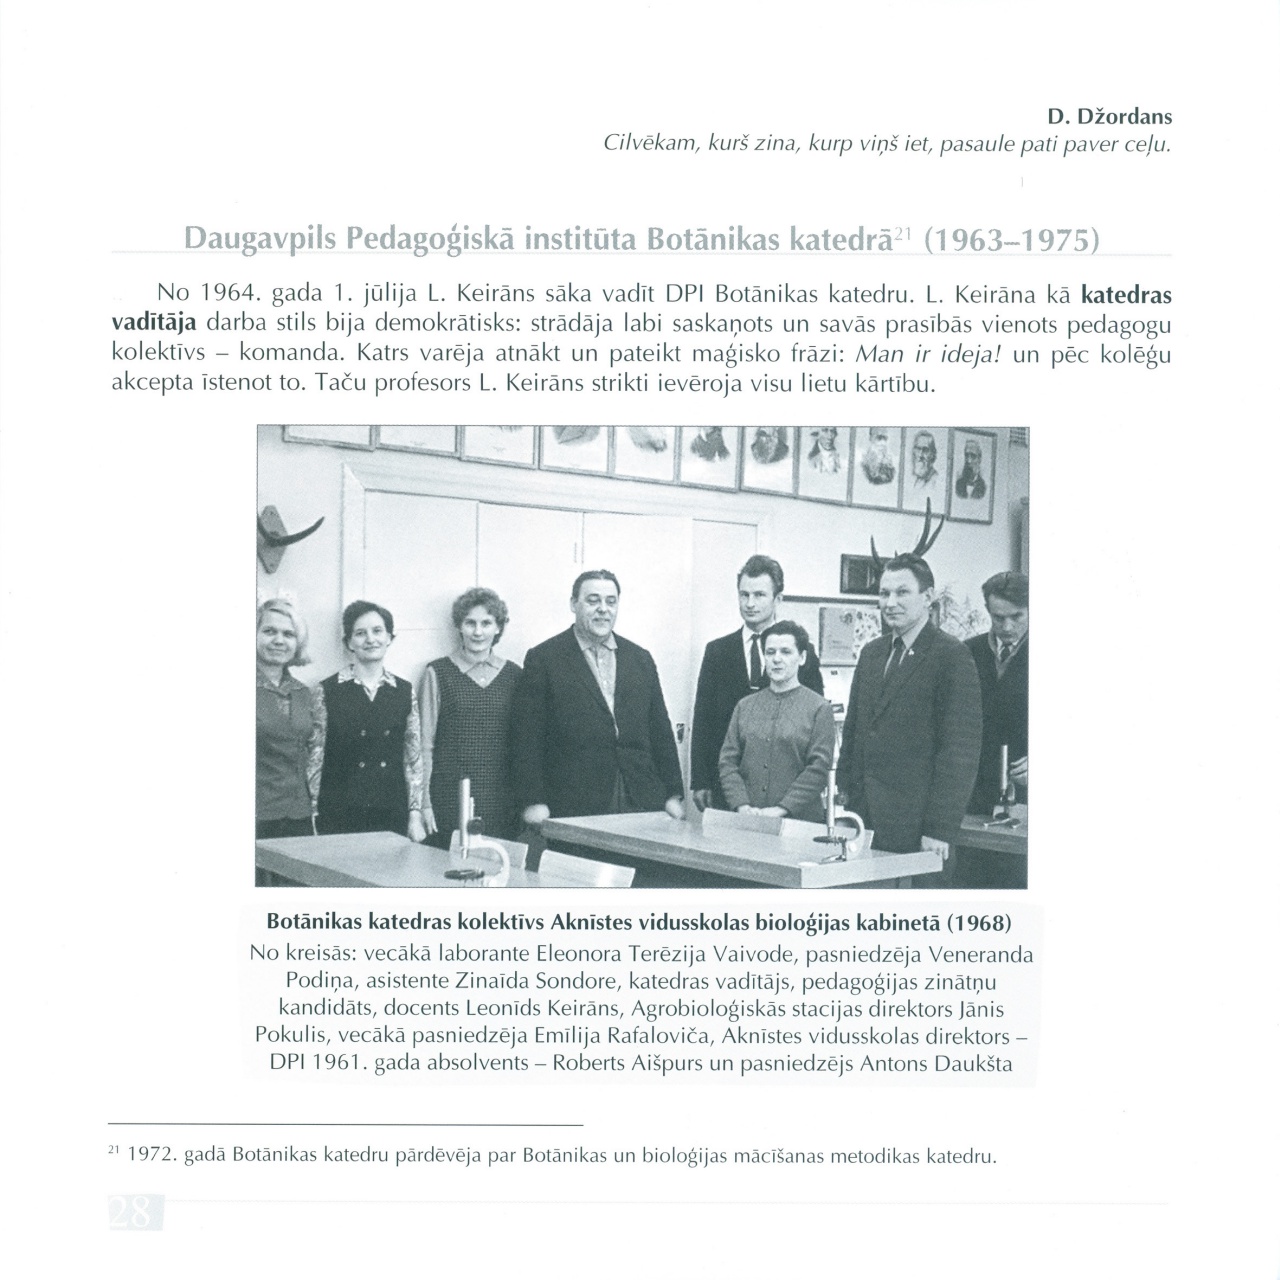 D. Džordans
Cilvēkam, kurš zina, kurp viņš iet, pasaule pati paver ceļu.
Daugavpils Pedagoģiskā institūta Botānikas katedrā21 (1963–1975)
No 1964. gada 1. jūlija L. Keirāns sāka vadīt DPI Botānikas katedru. L. Keirāna kā katedras
vadītāja darba stils bija demokrātisks: strādāja labi saskaņots un savās prasībās vienots pedagogu
kolektīvs – komanda. Katrs varēja atnākt un pateikt maģisko frāzi: Man ir ideja! un pēc kolēģu
akcepta īstenot to. Taču profesors L. Keirāns strikti ievēroja visu lietu kārtību.
Botānikas katedras kolektīvs Aknīstes vidusskolas bioloģijas kabinetā (1968)
No kreisās: vecākā laborante Eleonora Terēzija Vaivode, pasniedzēja Veneranda
Podiņa, asistente Zinaīda Sondore, katedras vadītājs, pedagoģijas zinātņu
kandidāts, docents Leonīds Keirāns, Agrobioloģiskās stacijas direktors Jānis
Pokulis, vecākā pasniedzēja Emīlija Rafaloviča, Aknīstes vidusskolas direktors –
DPI 1961. gada absolvents – Roberts Aišpurs un pasniedzējs Antons Daukšta
21 1972. gadā Botānikas katedru pārdēvēja par Botānikas un bioloģijas mācīšanas metodikas katedru.
28